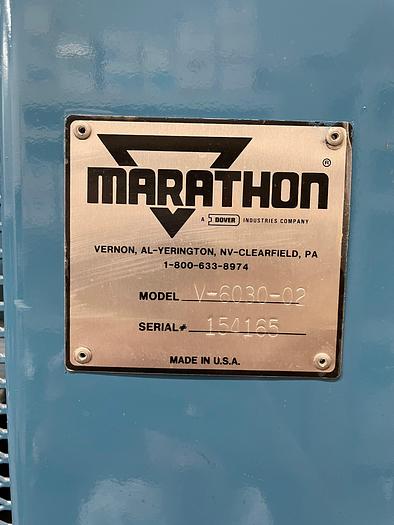 MARATHON ®
A DOVER INDUSTRIES COMPANY
VERNON, AL-YERINGTON, NV-CLEARFIELD, PA
1-800-633-8974
MODEL V-6030-02
SERIAL# 154165
MADE IN U.S.A.